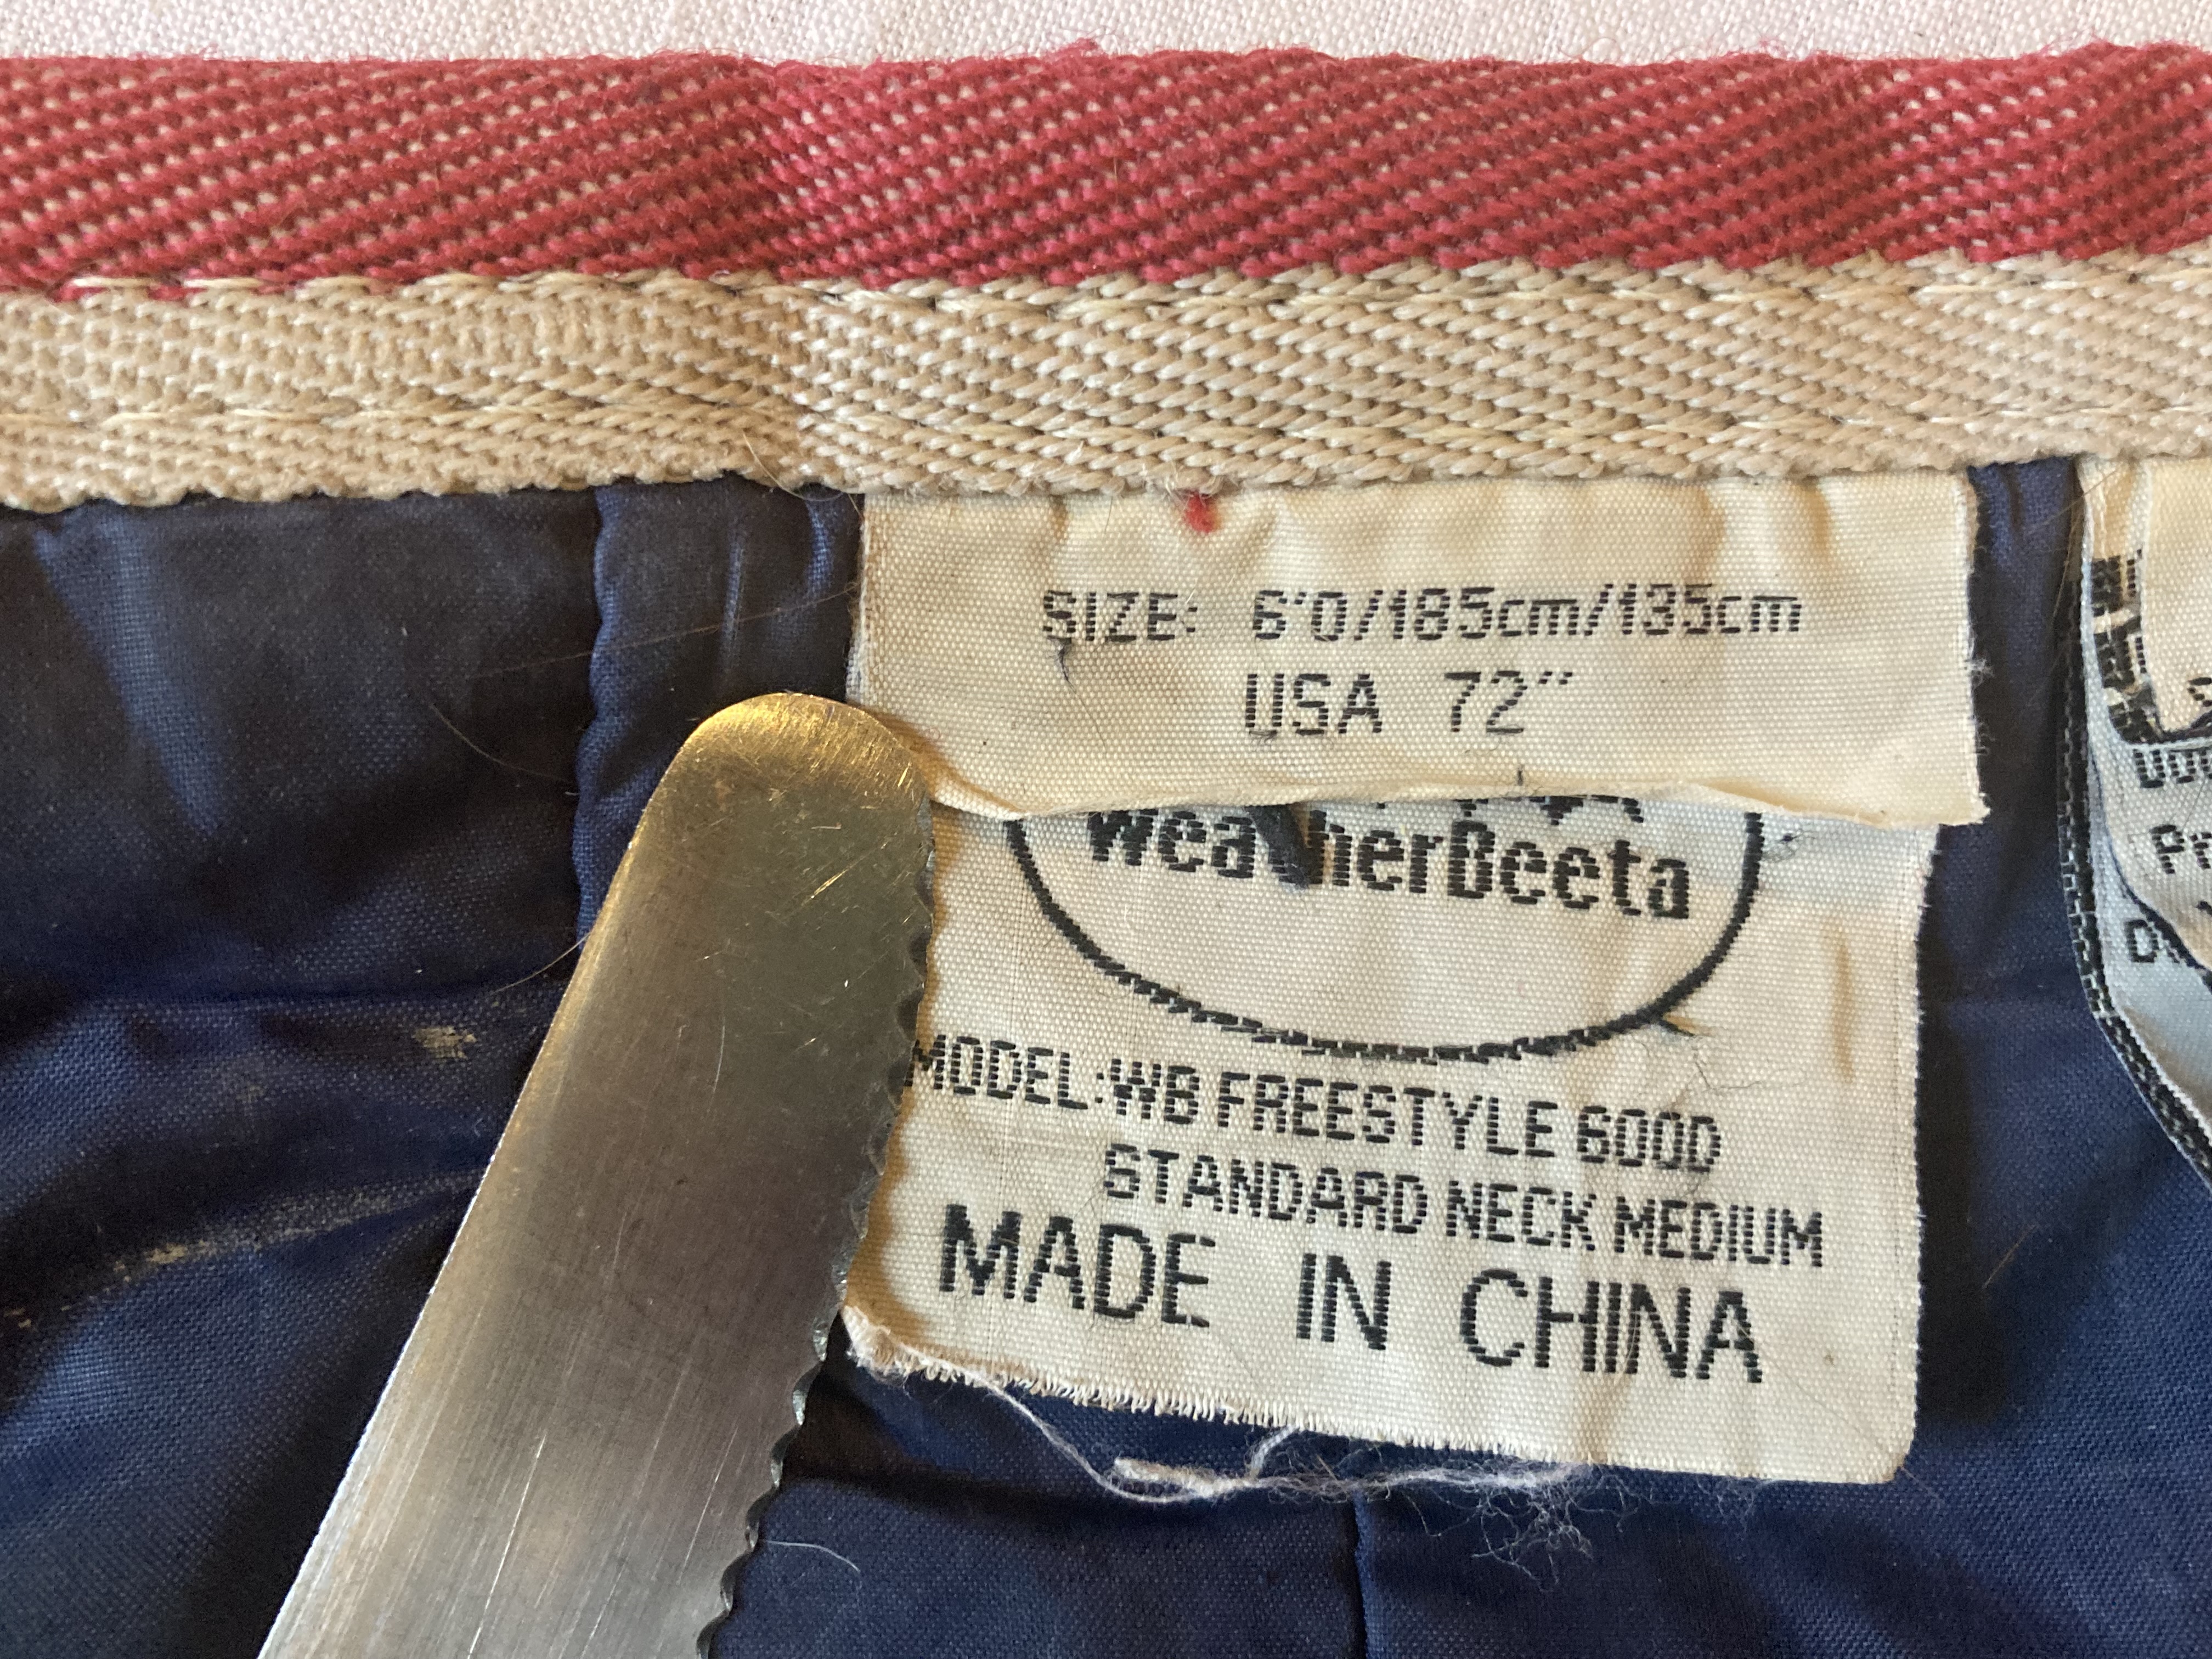 SIZE: 6'0/185cm/135cm
USA 72"
WeatherBeeta
MODEL:WB FREESTYLE 600D
STANDARD NECK MEDIUM
MADE IN CHINA